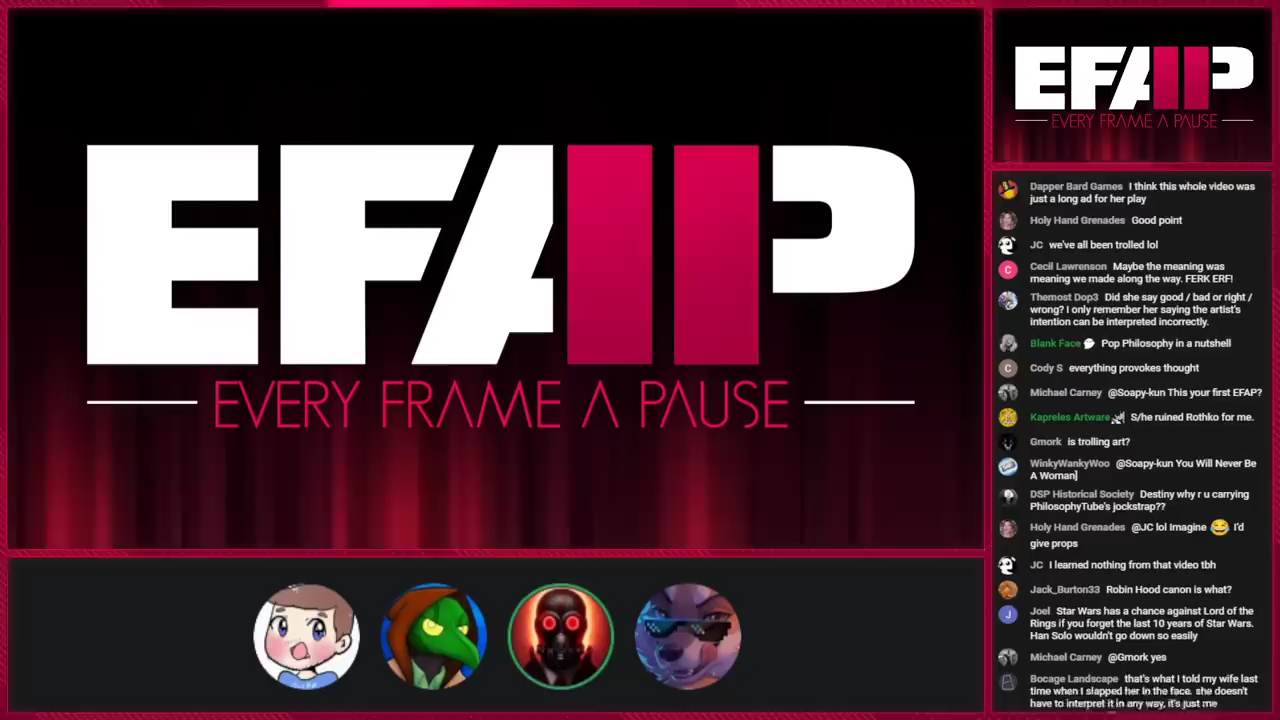 EFAP
EVERY FRAME A PAUSE
EFAP
EVERY FRAME A PAUSE
Dapper Bard Games I think this whole video was
just a long ad for her play
Holy Hand Grenades Good point
JC we've all been trolled lol
C
Cecil Lawrenson Maybe the meaning was
meaning we made along the way. FERK ERF!
Themost Dop3 Did she say good / bad or right /
wrong? I only remember her saying the artist's
intention can be interpreted incorrectly.
Blank Face Pop Philosophy in a nutshell
C
Cody S everything provokes thought
Michael Carney @Soapy-kun This your first EFAP?
Kapreles Artware S/he ruined Rothko for me.
Gmork is trolling art?
WinkyWankyWoo @Soapy-kun You Will Never Be
A Woman]
DSP Historical Society Destiny why r u carrying
PhilosophyTube's jockstrap??
Holy Hand Grenades @JC lol Imagine 😂 I'd
give props
JC I learned nothing from that video tbh
Jack_Burton33 Robin Hood canon is what?
J
Joel Star Wars has a chance against Lord of the
Rings if you forget the last 10 years of Star Wars.
Han Solo wouldn't go down so easily
Michael Carney @Gmork yes
Bocage Landscape that's what I told my wife last
time when I slapped her in the face. she doesn't
have to interpret it in any way, it's just me